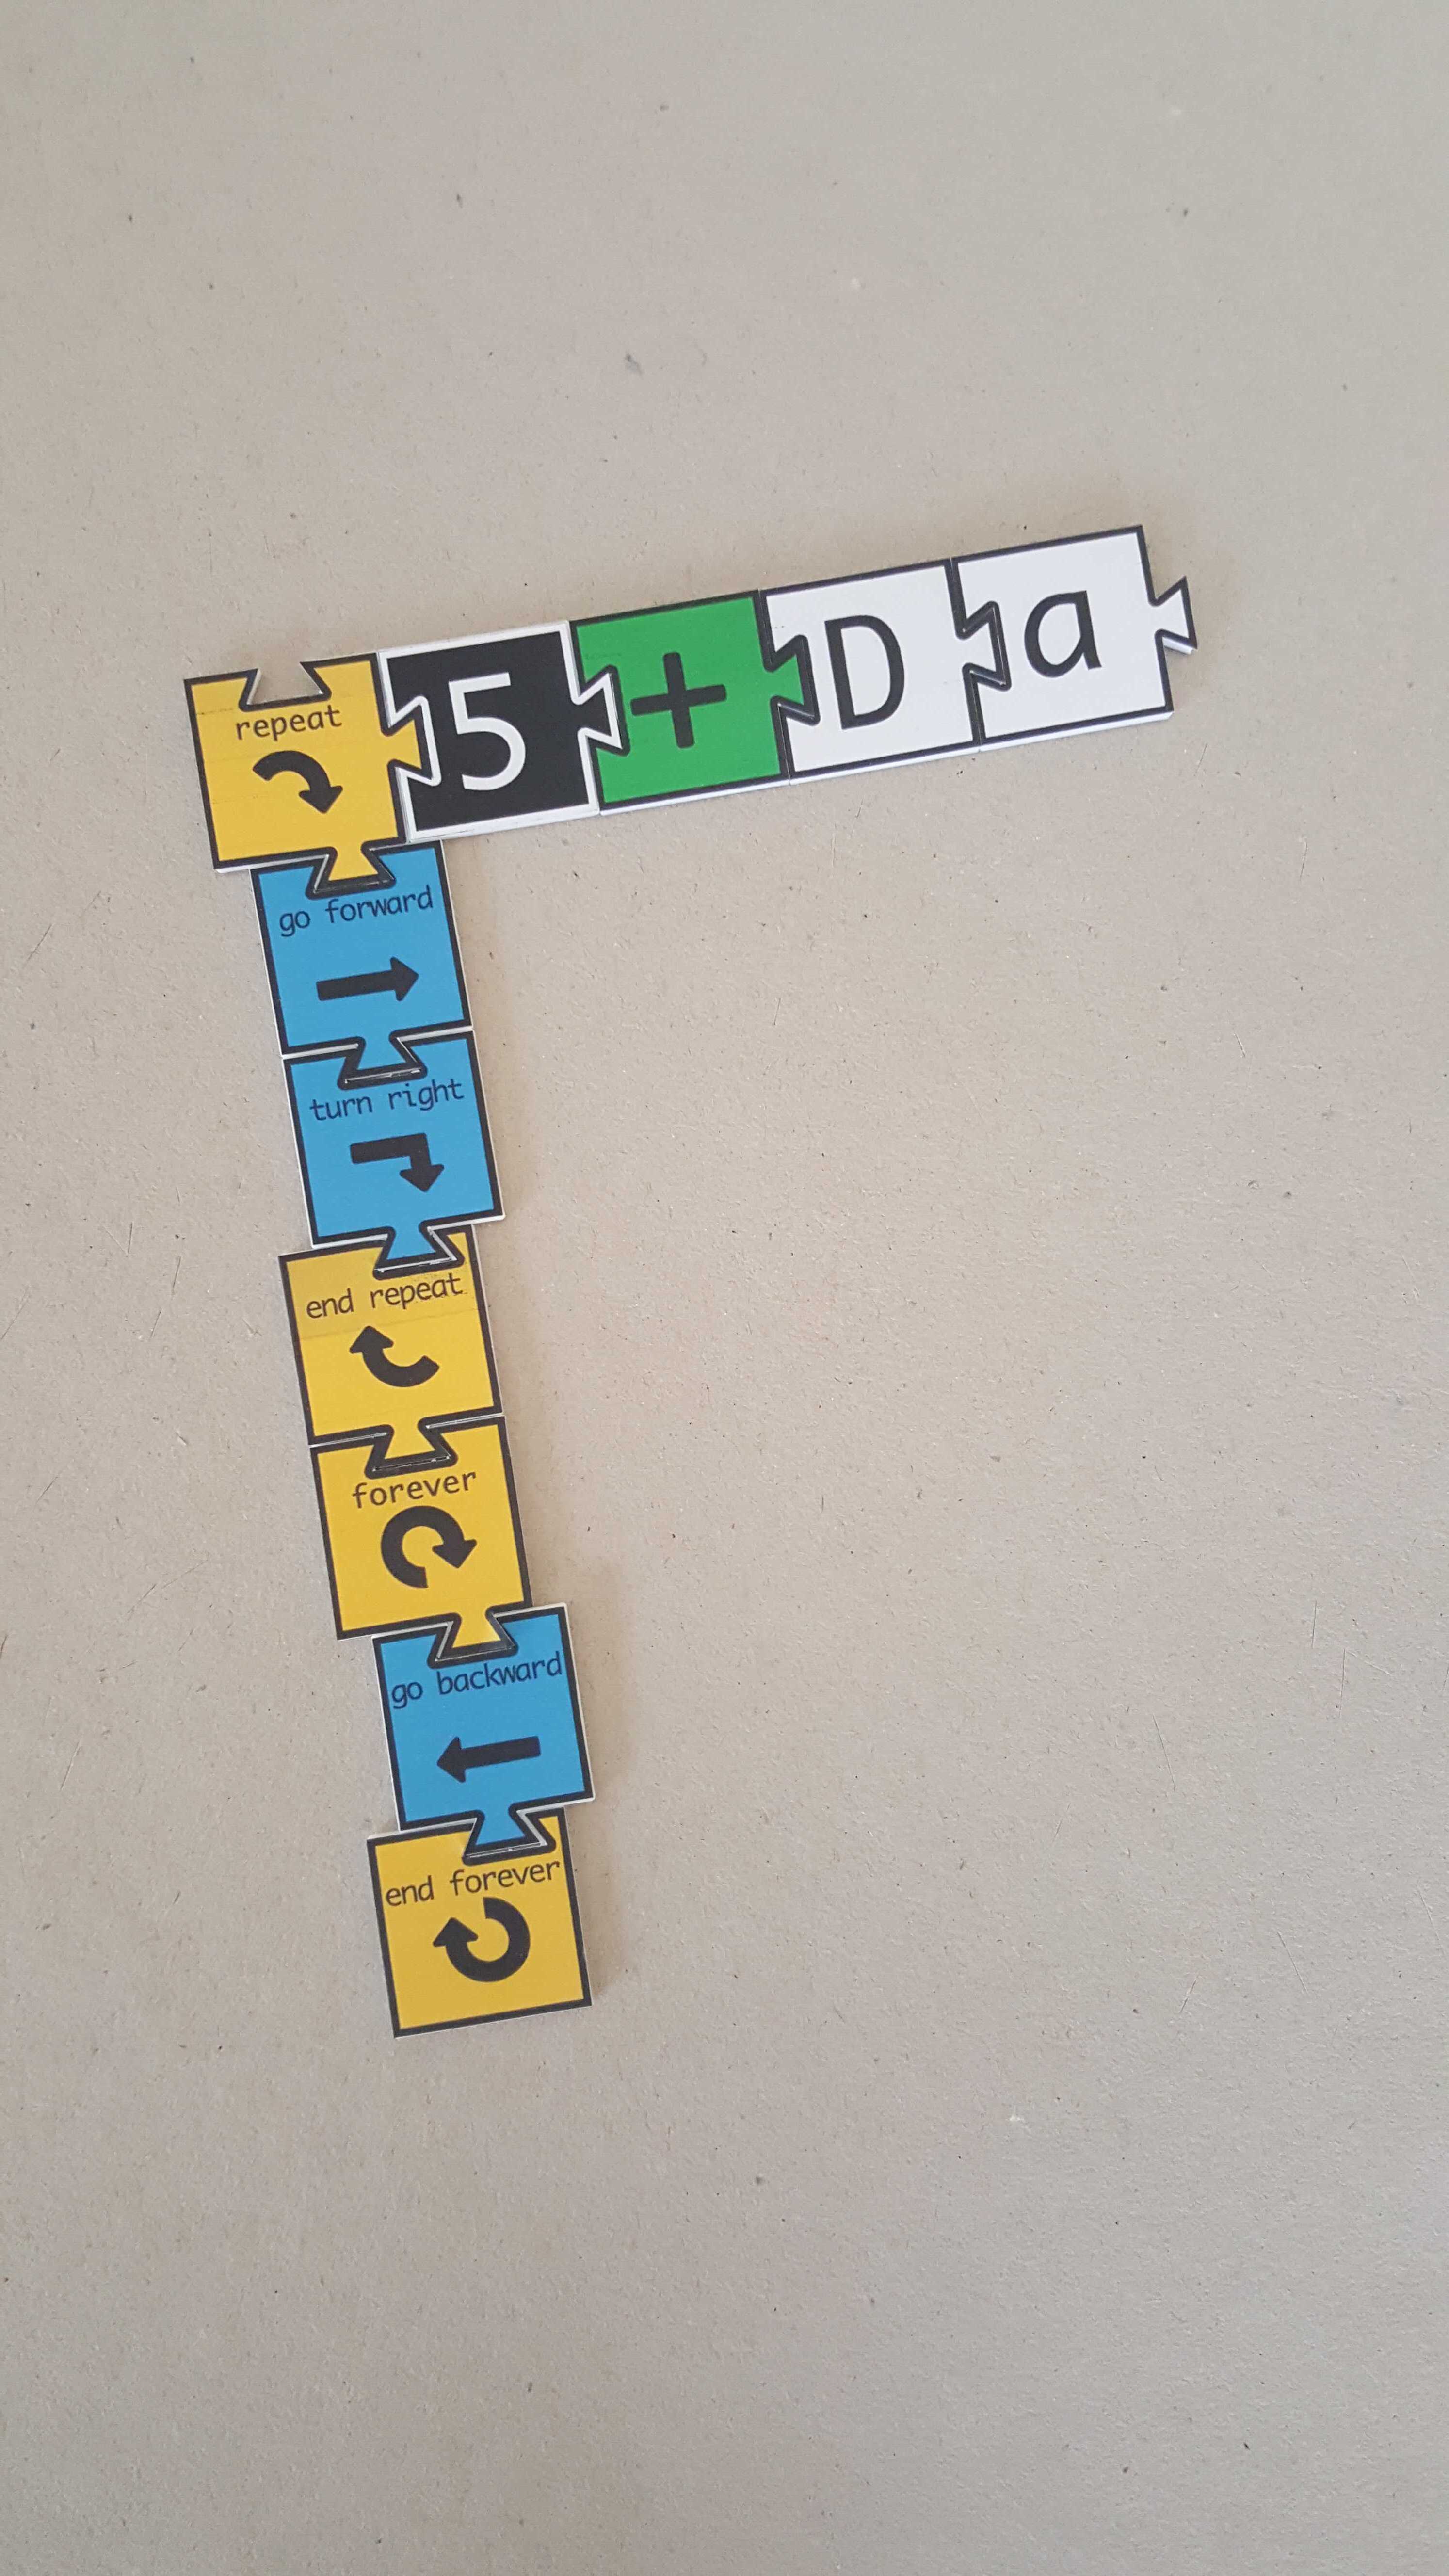 repeat 5 + D a
go forward
turn right
end repeat
forever
go backward
end forever